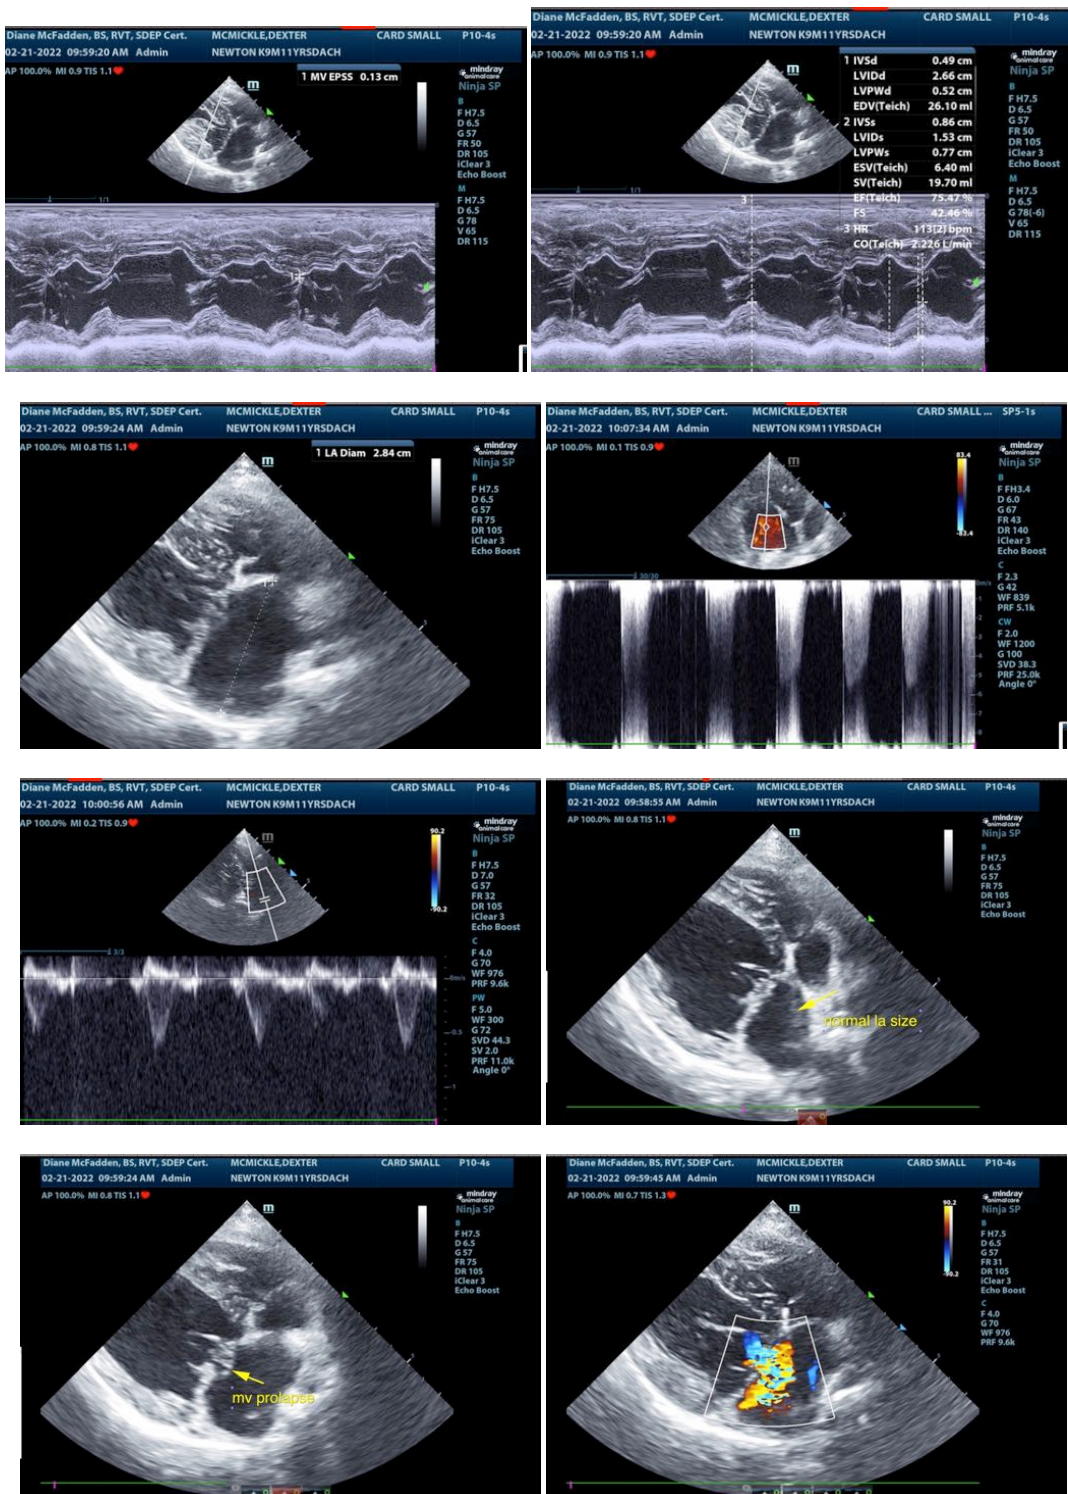 Diane McFadden, BS, RVT, SDEP Cert. MCMICKLE,DEXTER CARD SMALL P10-4s
02-21-2022 09:59:20 AM Admin NEWTON K9M11YRSDACH
AP 100.0% MI 0.9 TIS 1.1
1 MV EPSS 0.13 cm
m
mindray
animalcare
Ninja SP
B
F H7.5
D 6.5
G 57
FR 50
DR 105
iClear 3
Echo Boost
M
F H7.5
D 6.5
G 78
V 65
DR 115
1/1
Diane McFadden, BS, RVT, SDEP Cert. MCMICKLE,DEXTER CARD SMALL P10-4s
02-21-2022 09:59:20 AM Admin NEWTON K9M11YRSDACH
AP 100.0% MI 0.9 TIS 1.1
m
1 IVSd 0.49 cm
LVIDd 2.66 cm
LVPWd 0.52 cm
EDV(Teich) 26.10 ml
2 IVSs 0.86 cm
LVIDs 1.53 cm
LVPWs 0.77 cm
ESV(Teich) 6.40 ml
SV(Teich) 19.70 ml
EF(Teich) 75.47 %
FS 42.46 %
3 HR 113(2) bpm
CO(Teich) 2.226 L/min
3
mindray
animalcare
Ninja SP
B
F H7.5
D 6.5
G 57
FR 50
DR 105
iClear 3
Echo Boost
M
F H7.5
D 6.5
G 78(-6)
V 65
DR 115
1/1
Diane McFadden, BS, RVT, SDEP Cert. MCMICKLE,DEXTER CARD SMALL P10-4s
02-21-2022 09:59:24 AM Admin NEWTON K9M11YRSDACH
AP 100.0% MI 0.8 TIS 1.1
1 LA Diam 2.84 cm
m
mindray
animalcare
Ninja SP
B
F H7.5
D 6.5
G 57
FR 75
DR 105
iClear 3
Echo Boost
5
Diane McFadden, BS, RVT, SDEP Cert. MCMICKLE,DEXTER CARD SMALL ... SP5-1s
02-21-2022 10:07:34 AM Admin NEWTON K9M11YRSDACH
AP 100.0% MI 0.1 TIS 0.9
m
83.4
-83.4
mindray
animalcare
Ninja SP
B
F FH3.4
D 6.0
G 67
FR 43
DR 140
iClear 3
Echo Boost
C
F 2.3
G 42
WF 839
PRF 5.1k
CW
F 2.0
WF 1200
G 100
SVD 38.3
PRF 25.0k
Angle 0°
30/30
Diane McFadden, BS, RVT, SDEP Cert. MCMICKLE,DEXTER CARD SMALL P10-4s
02-21-2022 10:00:56 AM Admin NEWTON K9M11YRSDACH
AP 100.0% MI 0.2 TIS 0.9
m
90.2
-90.2
mindray
animalcare
Ninja SP
B
F H7.5
D 7.0
G 57
FR 32
DR 105
iClear 3
Echo Boost
C
F 4.0
G 70
WF 976
PRF 9.6k
PW
F 5.0
WF 300
G 72
SVD 44.3
SV 2.0
PRF 11.0k
Angle 0°
3/3
0m/s
-0.5
-1
Diane McFadden, BS, RVT, SDEP Cert. MCMICKLE,DEXTER CARD SMALL P10-4s
02-21-2022 09:58:55 AM Admin NEWTON K9M11YRSDACH
AP 100.0% MI 0.8 TIS 1.1
m
mindray
animalcare
Ninja SP
B
F H7.5
D 6.5
G 57
FR 75
DR 105
iClear 3
Echo Boost
normal la size
Diane McFadden, BS, RVT, SDEP Cert. MCMICKLE,DEXTER CARD SMALL P10-4s
02-21-2022 09:59:24 AM Admin NEWTON K9M11YRSDACH
AP 100.0% MI 0.8 TIS 1.1
m
mindray
animalcare
Ninja SP
B
F H7.5
D 6.5
G 57
FR 75
DR 105
iClear 3
Echo Boost
mv prolapse
Diane McFadden, BS, RVT, SDEP Cert. MCMICKLE,DEXTER CARD SMALL P10-4s
02-21-2022 09:59:45 AM Admin NEWTON K9M11YRSDACH
AP 100.0% MI 0.7 TIS 1.3
m
90.2
-90.2
mindray
animalcare
Ninja SP
B
F H7.5
D 6.5
G 57
FR 31
DR 105
iClear 3
Echo Boost
C
F 4.0
G 70
WF 976
PRF 9.6k